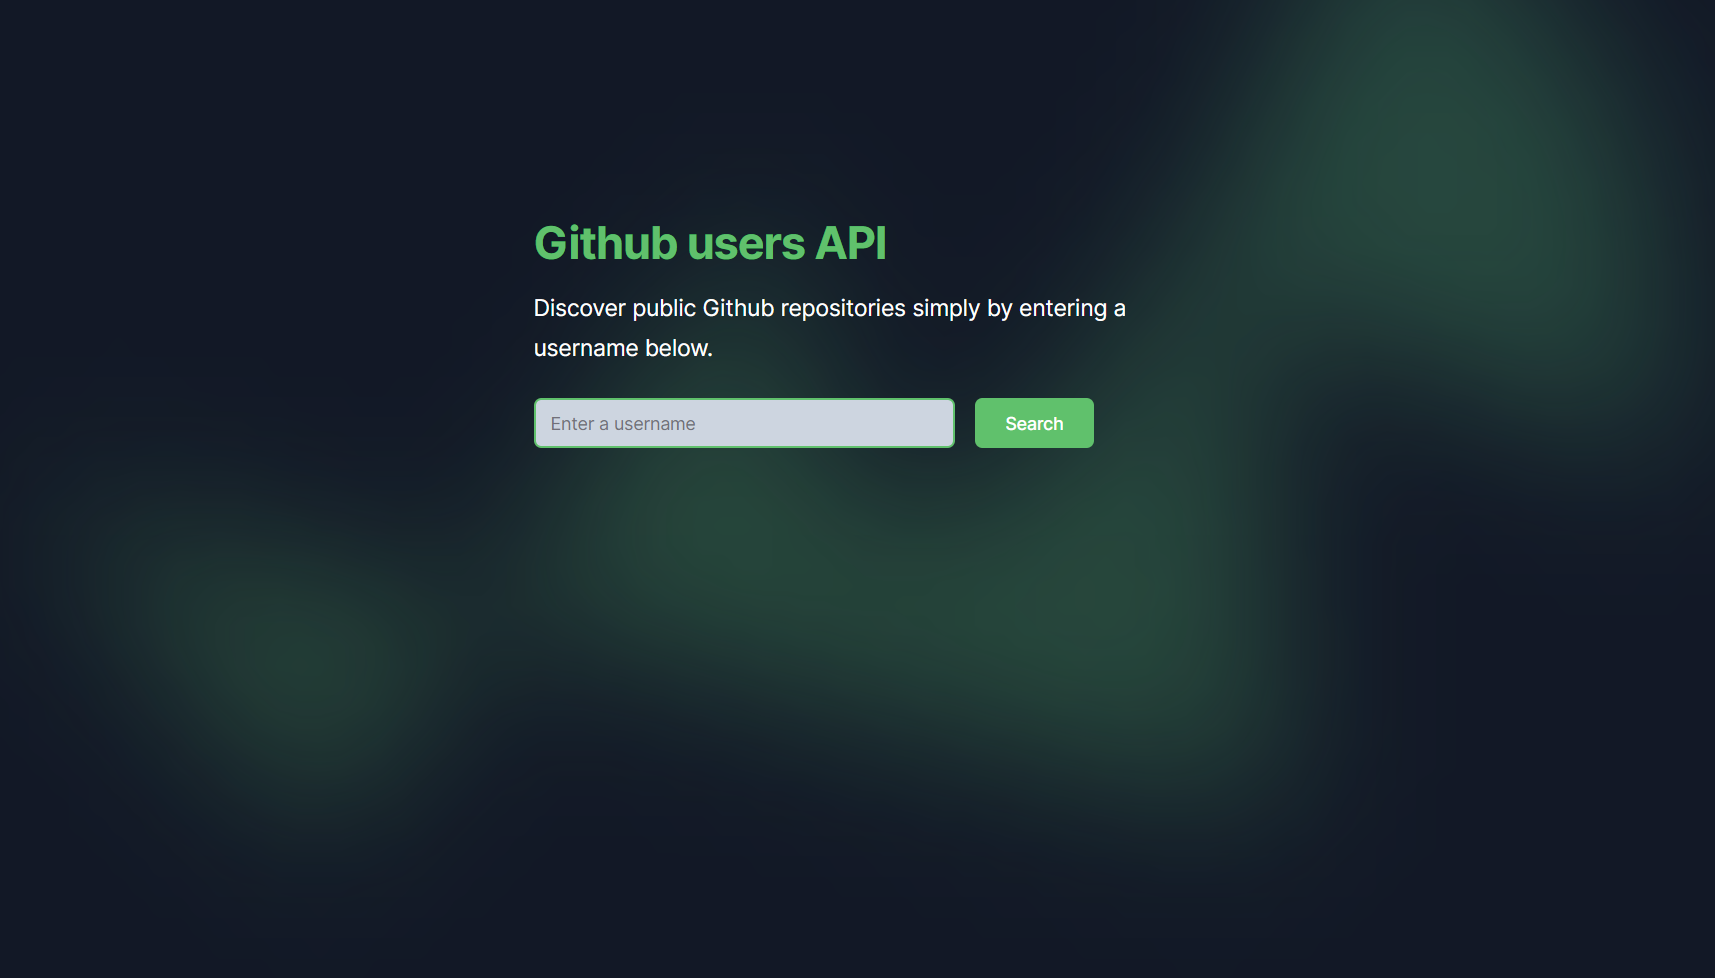 Github users API
Discover public Github repositories simply by entering a
username below.
Enter a username
Search